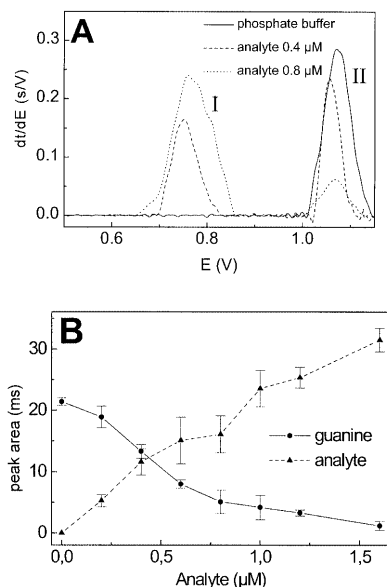 A
phosphate buffer
analyte 0.4 μM
analyte 0.8 μM
I
II
dt/dE (s/V)
0.3
0.2
0.1
0.0
0.6 0.8 1.0
E (V)
B
peak area (ms)
30
20
10
0
guanine
analyte
0,0 0,5 1,0 1,5
Analyte (μM)